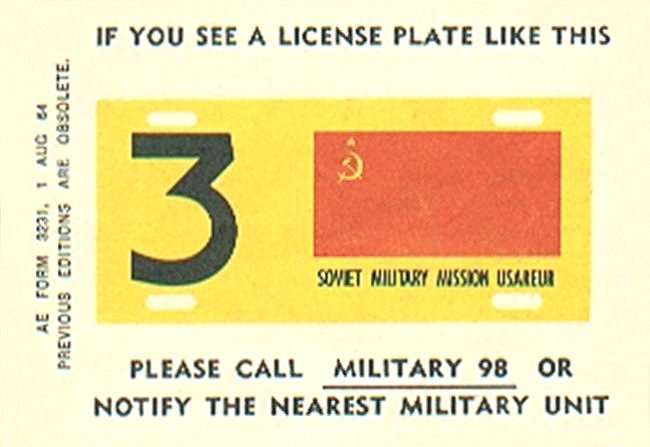 IF YOU SEE A LICENSE PLATE LIKE THIS
AE FORM 3231, 1 AUG 64
PREVIOUS EDITIONS ARE OBSOLETE.
3
SOVIET MILITARY MISSION USAREUR
PLEASE CALL MILITARY 98 OR
NOTIFY THE NEAREST MILITARY UNIT